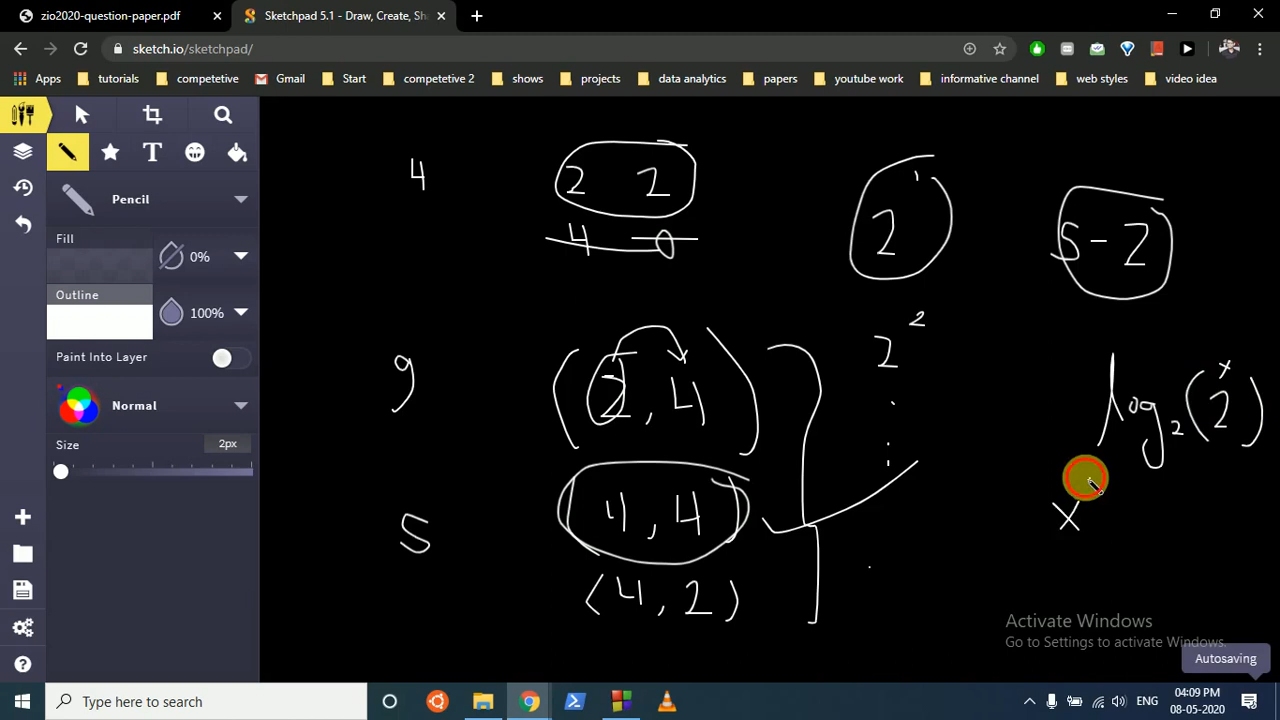 zio2020-question-paper.pdf
Sketchpad 5.1 - Draw, Create, Sha
sketch.io/sketchpad/
Apps tutorials competetive Gmail Start competetive 2 shows projects data analytics papers youtube work informative channel web styles video idea
Pencil
Fill
0%
Outline
100%
Paint Into Layer
Normal
Size
2px
4 2 2
4 0
2 1
5 - 2
9 (2, 4)
2 2
log 2 (2 x)
5 4, 4
x
(4, 2)
Activate Windows
Go to Settings to activate Windows.
Autosaving
Type here to search
ENG
04:09 PM
08-05-2020